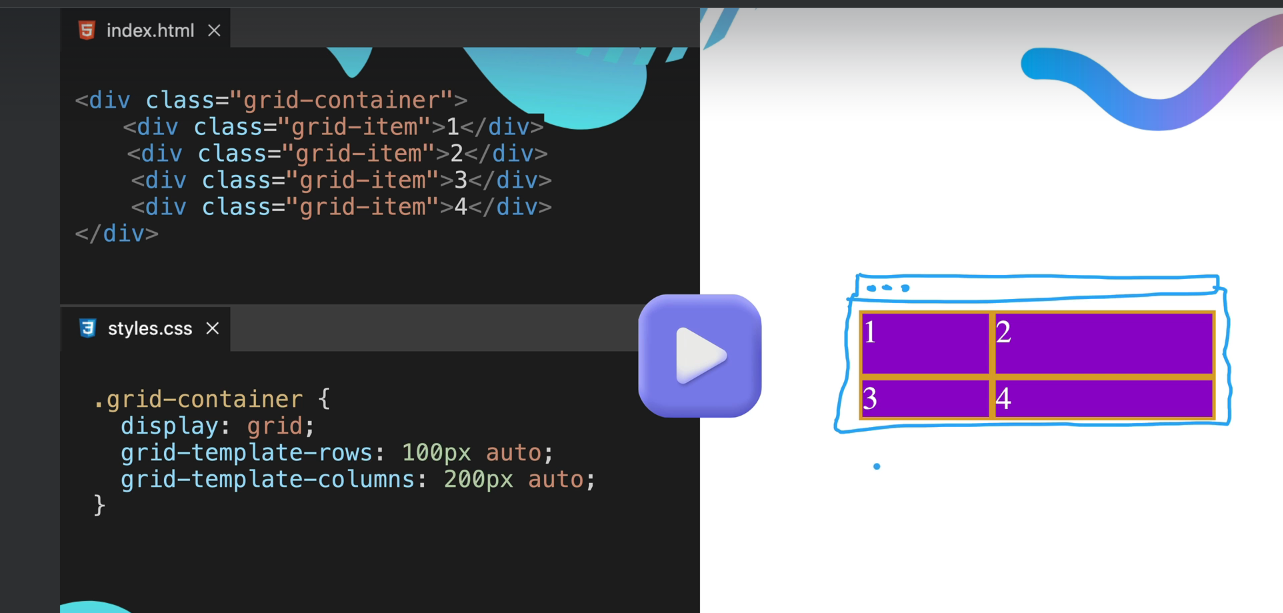 index.html
<div class="grid-container">
<div class="grid-item">1</div>
<div class="grid-item">2</div>
<div class="grid-item">3</div>
<div class="grid-item">4</div>
</div>
styles.css
.grid-container {
display: grid;
grid-template-rows: 100px auto;
grid-template-columns: 200px auto;
}
1 2
3 4